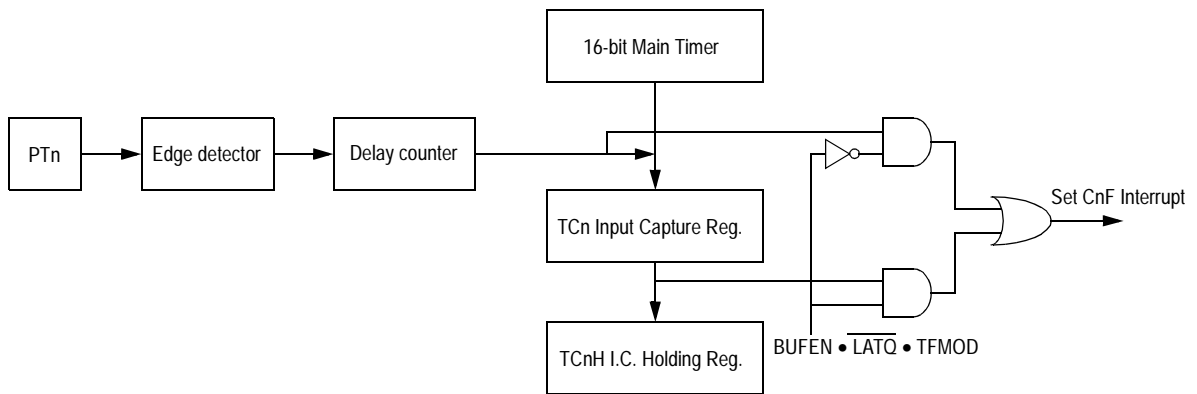 16-bit Main Timer
PTn
Edge detector
Delay counter
TCn Input Capture Reg.
Set CnF Interrupt
TCnH I.C. Holding Reg.
BUFEN • L̅A̅T̅Q̅ • TFMOD